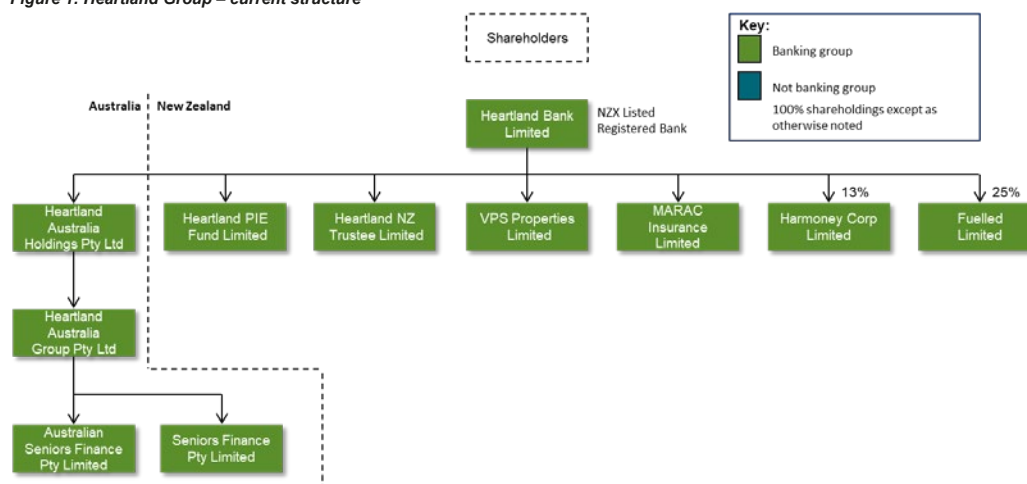 Figure 1: Heartland Group – current structure
Shareholders
Key:
Banking group
Not banking group
100% shareholdings except as
otherwise noted
Australia
New Zealand
Heartland Bank
Limited
NZX Listed
Registered Bank
13%
25%
Heartland
Australia
Holdings Pty Ltd
Heartland PIE
Fund Limited
Heartland NZ
Trustee Limited
VPS Properties
Limited
MARAC
Insurance
Limited
Harmoney Corp
Limited
Fuelled
Limited
Heartland
Australia
Group Pty Ltd
Australian
Seniors Finance
Pty Limited
Seniors Finance
Pty Limited